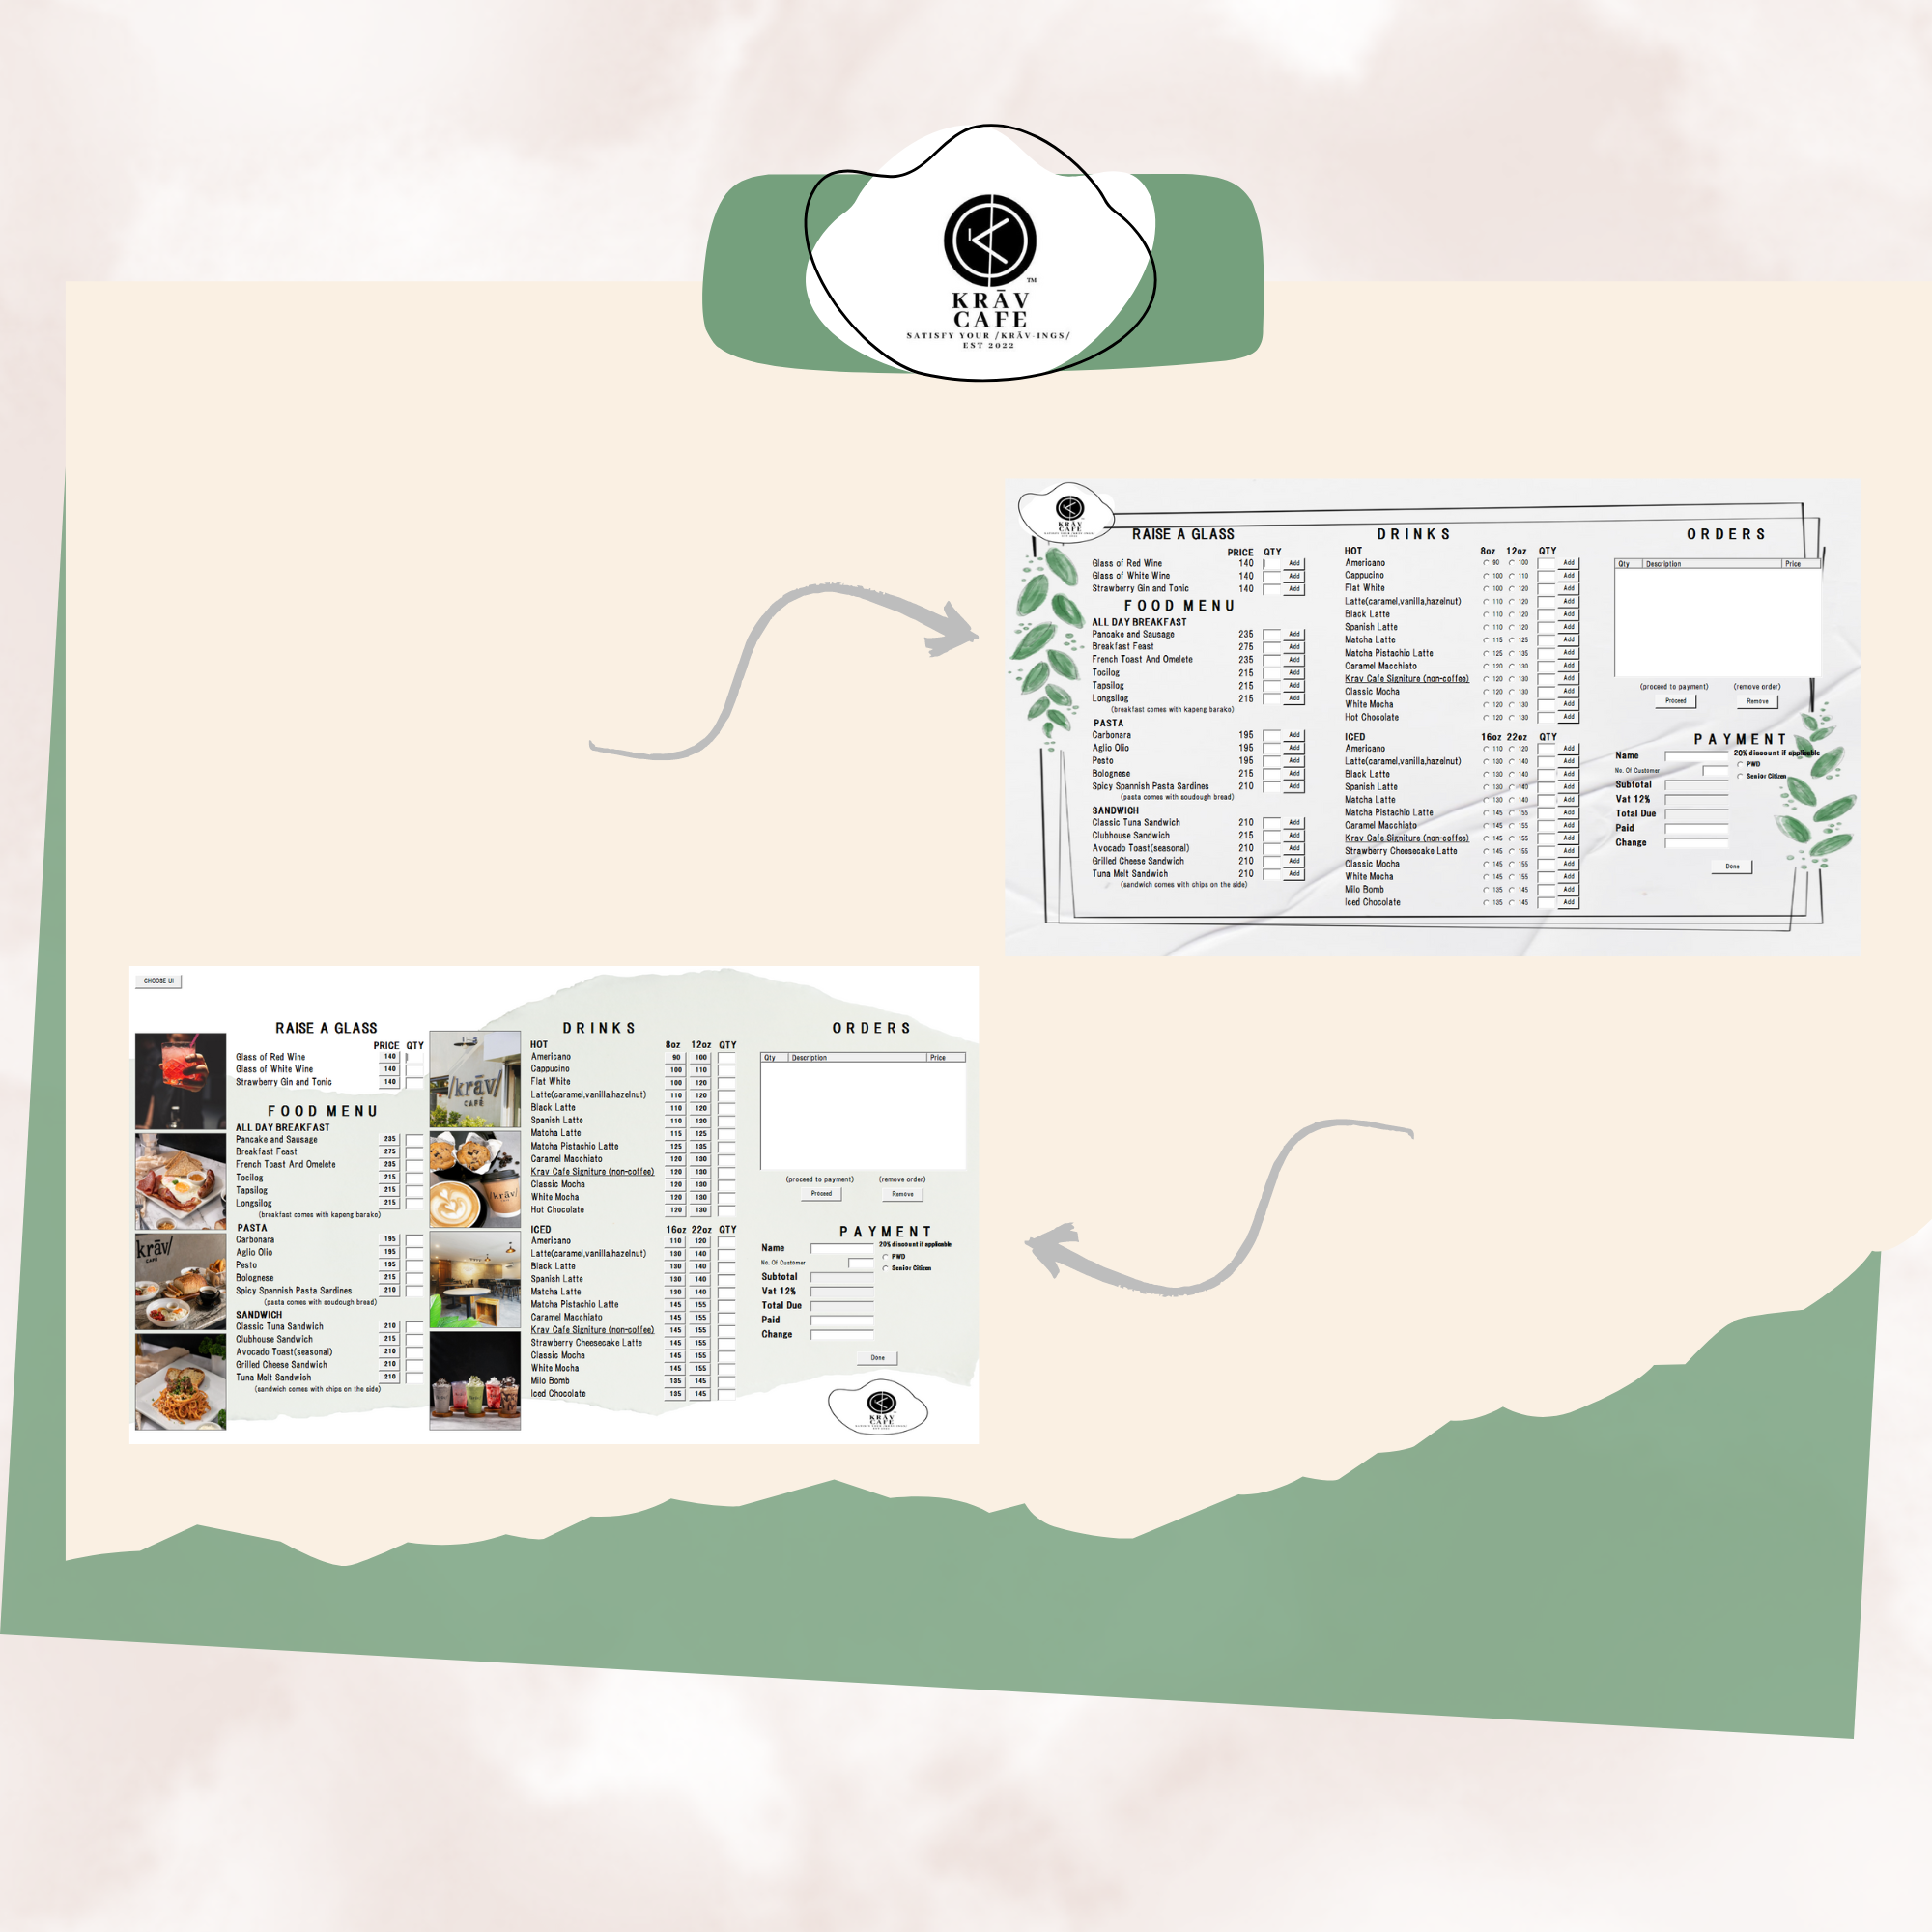 TM
KRĀV
CAFE
SATISFY YOUR /KRĀV-INGS/
EST 2022
KRĀV
CAFE
RAISE A GLASS
PRICE QTY
Glass of Red Wine 140 Add
Glass of White Wine 140 Add
Strawberry Gin and Tonic 140 Add
FOOD MENU
ALL DAY BREAKFAST
Pancake and Sausage 235 Add
Breakfast Feast 275 Add
French Toast And Omelete 235 Add
Tocilog 215 Add
Tapsilog 215 Add
Longsilog 215 Add
(breakfast comes with kapeng barako)
PASTA
Carbonara 195 Add
Aglio Olio 195 Add
Pesto 195 Add
Bolognese 215 Add
Spicy Spannish Pasta Sardines 210 Add
(pasta comes with soudough bread)
SANDWICH
Classic Tuna Sandwich 210 Add
Clubhouse Sandwich 215 Add
Avocado Toast(seasonal) 210 Add
Grilled Cheese Sandwich 210 Add
Tuna Melt Sandwich 210 Add
(sandwich comes with chips on the side)
DRINKS
HOT 8oz 12oz QTY
Americano 90 100 Add
Cappucino 100 110 Add
Flat White 100 120 Add
Latte(caramel,vanilla,hazelnut) 110 120 Add
Black Latte 110 120 Add
Spanish Latte 110 120 Add
Matcha Latte 115 125 Add
Matcha Pistachio Latte 125 135 Add
Caramel Macchiato 120 130 Add
Krav Cafe Signiture (non-coffee) 120 130 Add
Classic Mocha 120 130 Add
White Mocha 120 130 Add
Hot Chocolate 120 130 Add
ICED 16oz 22oz QTY
Americano 110 120 Add
Latte(caramel,vanilla,hazelnut) 130 140 Add
Black Latte 130 140 Add
Spanish Latte 130 140 Add
Matcha Latte 130 140 Add
Matcha Pistachio Latte 145 155 Add
Caramel Macchiato 145 155 Add
Krav Cafe Signiture (non-coffee) 145 155 Add
Strawberry Cheesecake Latte 145 155 Add
Classic Mocha 145 155 Add
White Mocha 145 155 Add
Milo Bomb 135 145 Add
Iced Chocolate 135 145 Add
ORDERS
Qty Description Price
(proceed to payment) (remove order)
Proceed Remove
PAYMENT
Name 20% discount if applicable
PWD
No. Of Customer Senior Citizen
Subtotal
Vat 12%
Total Due
Paid
Change
Done
CHOOSE UI
RAISE A GLASS
PRICE QTY
Glass of Red Wine 140
Glass of White Wine 140
Strawberry Gin and Tonic 140
FOOD MENU
ALL DAY BREAKFAST
Pancake and Sausage 235
Breakfast Feast 275
French Toast And Omelete 235
Tocilog 215
Tapsilog 215
Longsilog 215
(breakfast comes with kapeng barako)
PASTA
Carbonara 195
Aglio Olio 195
Pesto 195
Bolognese 215
Spicy Spannish Pasta Sardines 210
(pasta comes with soudough bread)
SANDWICH
Classic Tuna Sandwich 210
Clubhouse Sandwich 215
Avocado Toast(seasonal) 210
Grilled Cheese Sandwich 210
Tuna Melt Sandwich 210
(sandwich comes with chips on the side)
krāv/
CAFÉ
/krāv/
CAFÉ
/krāv/
DRINKS
HOT 8oz 12oz QTY
Americano 90 100
Cappucino 100 110
Flat White 100 120
Latte(caramel,vanilla,hazelnut) 110 120
Black Latte 110 120
Spanish Latte 110 120
Matcha Latte 115 125
Matcha Pistachio Latte 125 135
Caramel Macchiato 120 130
Krav Cafe Signiture (non-coffee) 120 130
Classic Mocha 120 130
White Mocha 120 130
Hot Chocolate 120 130
ICED 16oz 22oz QTY
Americano 110 120
Latte(caramel,vanilla,hazelnut) 130 140
Black Latte 130 140
Spanish Latte 130 140
Matcha Latte 130 140
Matcha Pistachio Latte 145 155
Caramel Macchiato 145 155
Krav Cafe Signiture (non-coffee) 145 155
Strawberry Cheesecake Latte 145 155
Classic Mocha 145 155
White Mocha 145 155
Milo Bomb 135 145
Iced Chocolate 135 145
ORDERS
Qty Description Price
(proceed to payment) (remove order)
Proceed Remove
PAYMENT
Name 20% discount if applicable
PWD
No. Of Customer Senior Citizen
Subtotal
Vat 12%
Total Due
Paid
Change
Done
KRĀV
CAFE